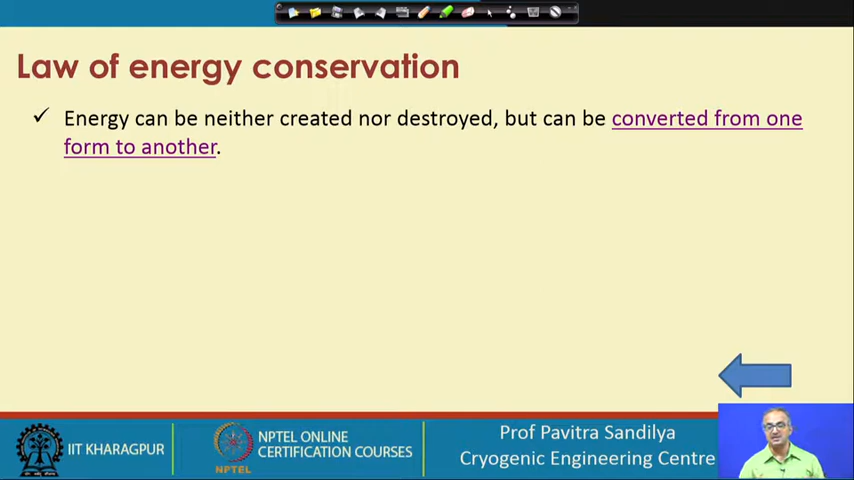 Law of energy conservation
✓ Energy can be neither created nor destroyed, but can be converted from one
form to another.
IIT KHARAGPUR
NPTEL
NPTEL ONLINE
CERTIFICATION COURSES
Prof Pavitra Sandilya
Cryogenic Engineering Centre